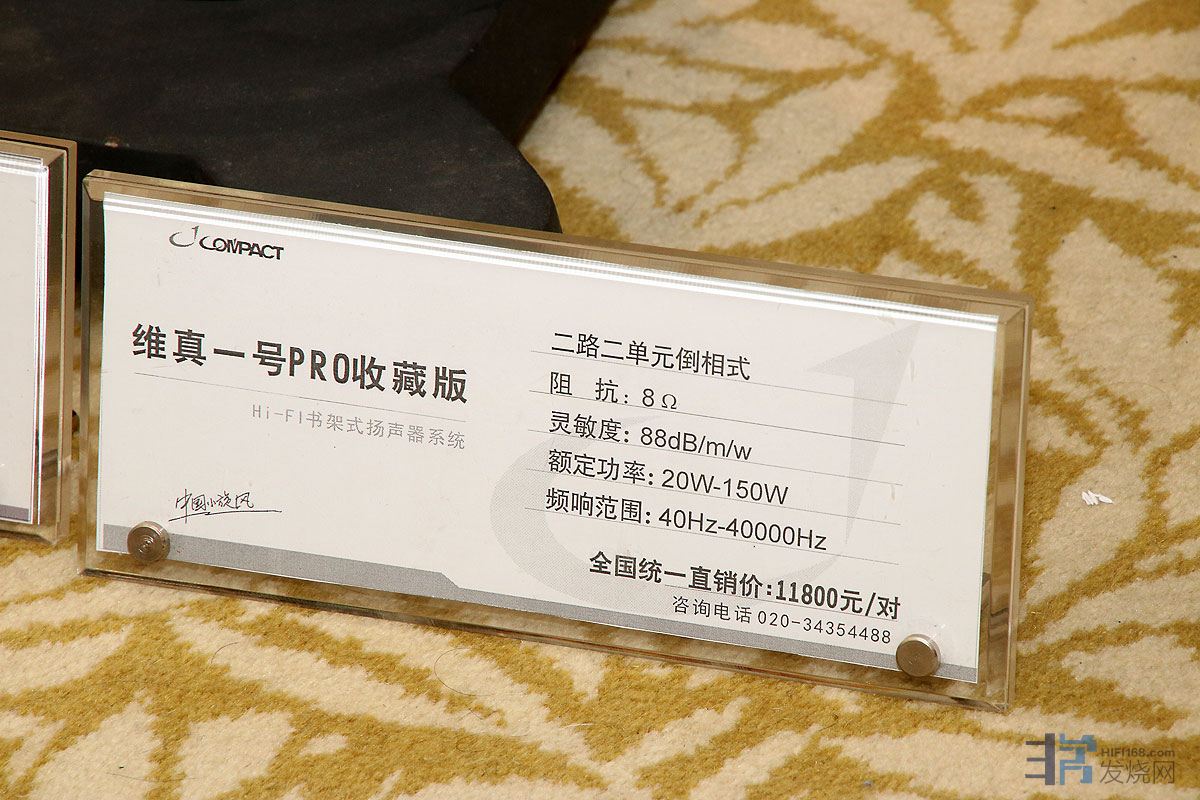 COMPACT
维真一号PRO收藏版
Hi-FI书架式扬声器系统
中国小旋风
二路二单元倒相式
阻 抗: 8Ω
灵敏度: 88dB/m/w
额定功率: 20W-150W
频响范围: 40Hz-40000Hz
全国统一直销价:11800元/对
咨询电话 020-34354488
HIFI168.com
发烧网